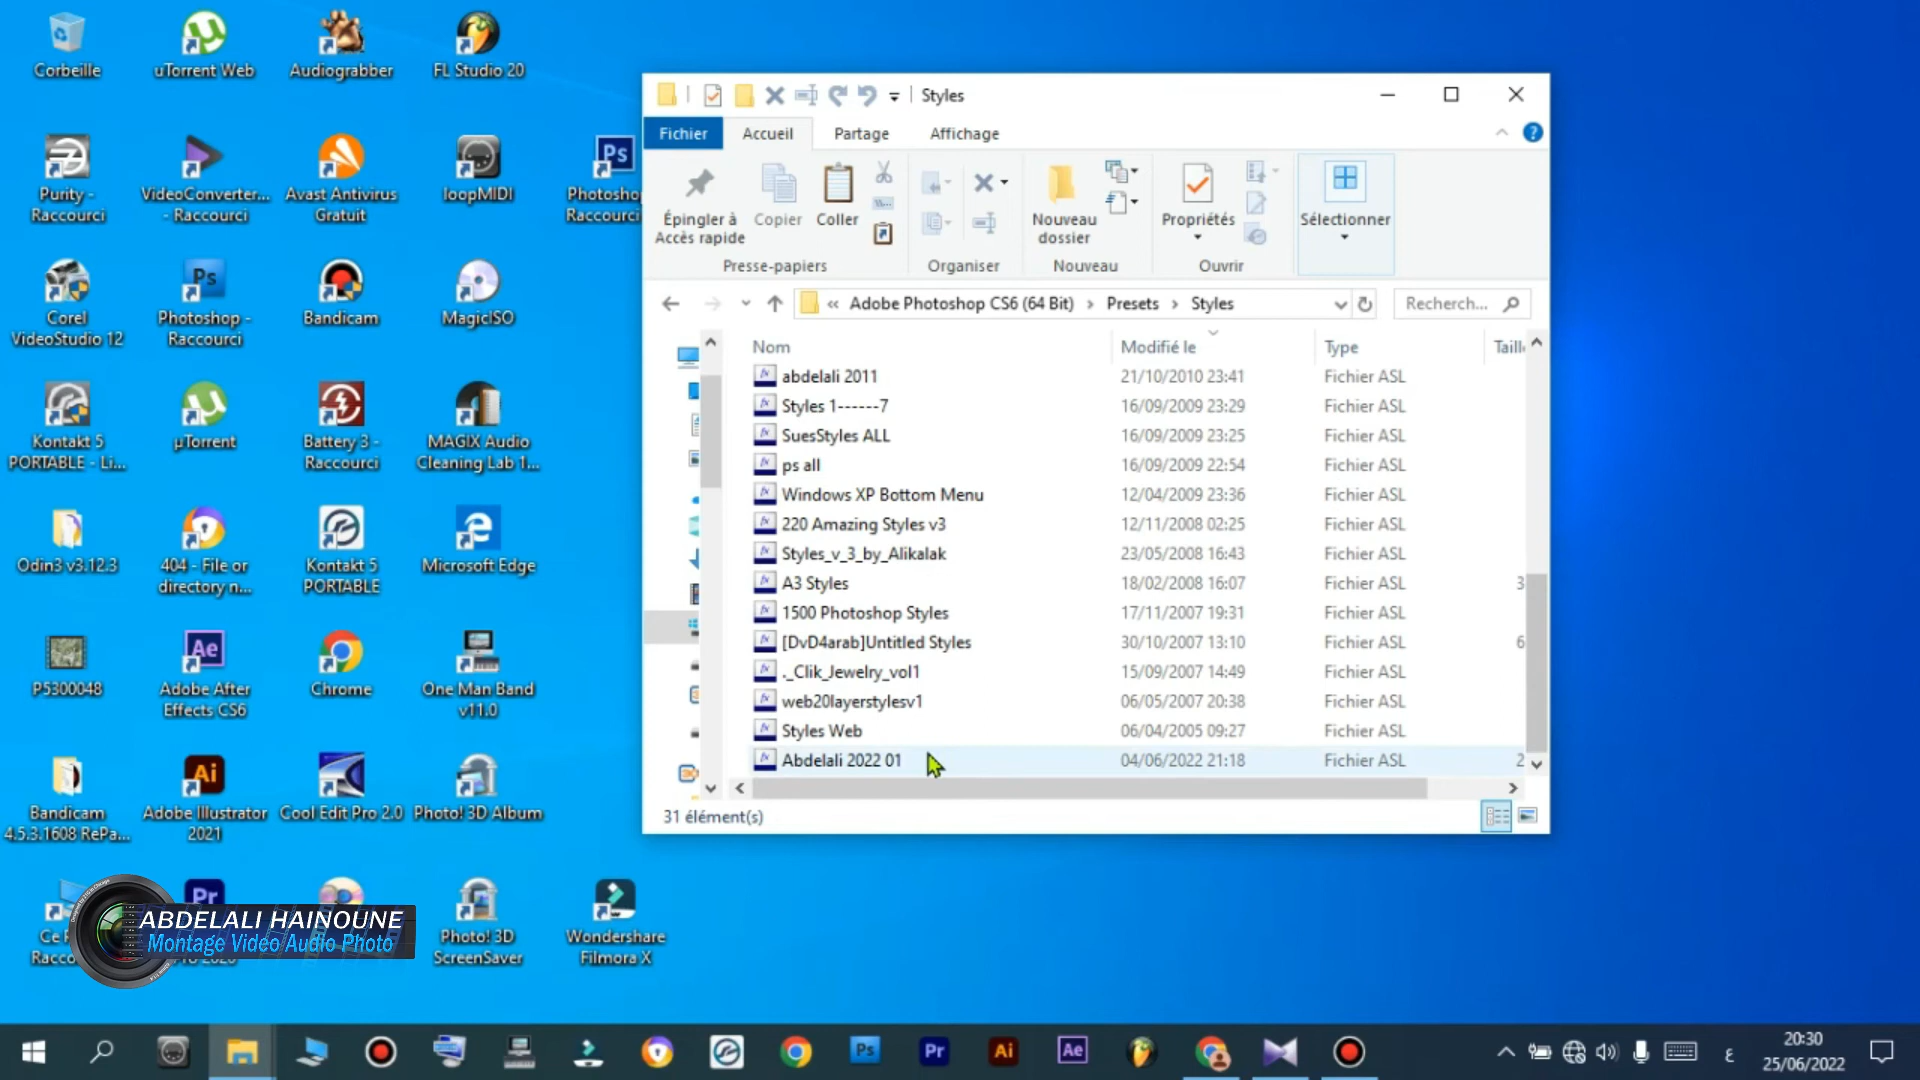 Corbeille
uTorrent Web
Audiograbber
FL Studio 20
Purity -
Raccourci
VideoConverter...
- Raccourci
Avast Antivirus
Gratuit
loopMIDI
Photoshop
Raccourci
Corel
VideoStudio 12
Photoshop -
Raccourci
Bandicam
MagicISO
Kontakt 5
PORTABLE - Li...
µTorrent
Battery 3 -
Raccourci
MAGIX Audio
Cleaning Lab 1...
Odin3 v3.12.3
404 - File or
directory n...
Kontakt 5
PORTABLE
Microsoft Edge
P5300048
Adobe After
Effects CS6
Chrome
One Man Band
v11.0
Bandicam
4.5.3.1608 RePa...
Adobe Illustrator
2021
Cool Edit Pro 2.0
Photo! 3D Album
Photo! 3D
ScreenSaver
Wondershare
Filmora X
ABDELALI HAINOUNE
Montage Video Audio Photo
Styles
Fichier
Accueil
Partage
Affichage
Épingler à
Accès rapide
Copier
Coller
Nouveau
dossier
Propriétés
Sélectionner
Presse-papiers
Organiser
Nouveau
Ouvrir
« Adobe Photoshop CS6 (64 Bit) › Presets › Styles
Recherch...
Nom Modifié le Type Taill
abdelali 2011 21/10/2010 23:41 Fichier ASL
Styles 1------7 16/09/2009 23:29 Fichier ASL
SuesStyles ALL 16/09/2009 23:25 Fichier ASL
ps all 16/09/2009 22:54 Fichier ASL
Windows XP Bottom Menu 12/04/2009 23:36 Fichier ASL
220 Amazing Styles v3 12/11/2008 02:25 Fichier ASL
Styles_v_3_by_Alikalak 23/05/2008 16:43 Fichier ASL
A3 Styles 18/02/2008 16:07 Fichier ASL 3
1500 Photoshop Styles 17/11/2007 19:31 Fichier ASL
[DvD4arab]Untitled Styles 30/10/2007 13:10 Fichier ASL 6
._Clik_Jewelry_vol1 15/09/2007 14:49 Fichier ASL
web20layerstylesv1 06/05/2007 20:38 Fichier ASL
Styles Web 06/04/2005 09:27 Fichier ASL
Abdelali 2022 01 04/06/2022 21:18 Fichier ASL 2
31 élément(s)
Ps
Pr
Ai
Ae
ع
20:30
25/06/2022